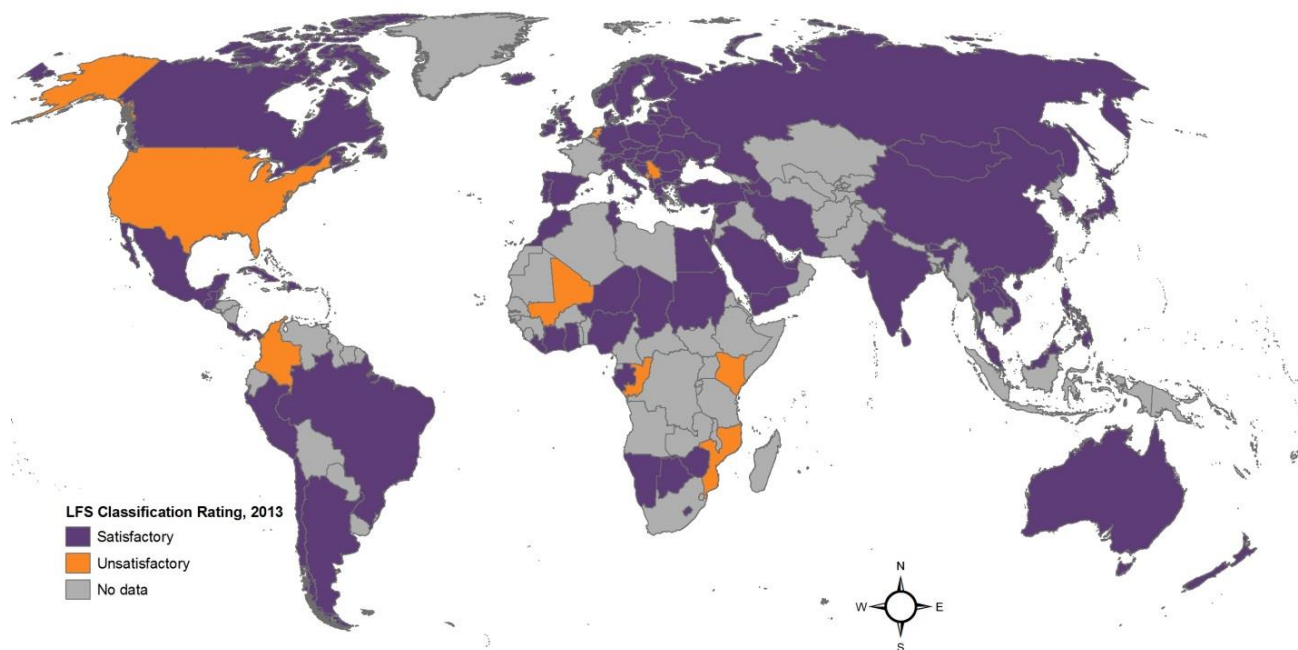 LFS Classification Rating, 2013
Satisfactory
Unsatisfactory
No data
N
W E
S